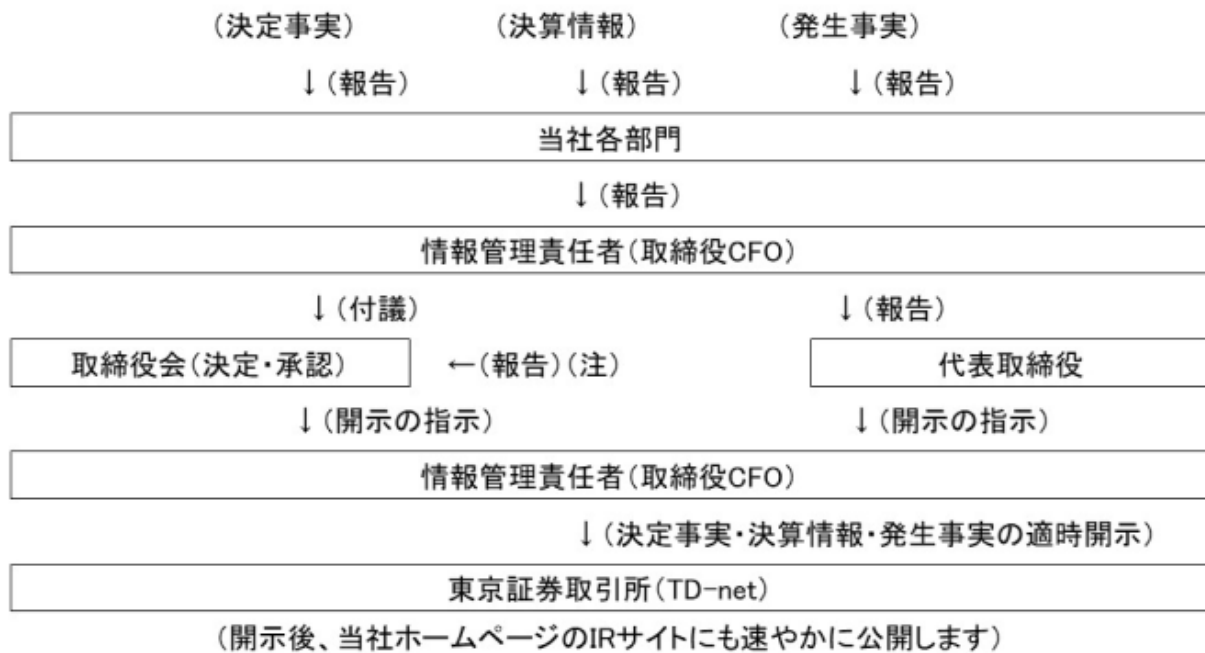 (決定事実) (決算情報) (発生事実)
↓(報告) ↓(報告) ↓(報告)
当社各部門
↓(報告)
情報管理責任者(取締役CFO)
↓(付議) ↓(報告)
取締役会(決定・承認) ←(報告)(注) 代表取締役
↓(開示の指示) ↓(開示の指示)
情報管理責任者(取締役CFO)
↓(決定事実・決算情報・発生事実の適時開示)
東京証券取引所(TD-net)
(開示後、当社ホームページのIRサイトにも速やかに公開します)